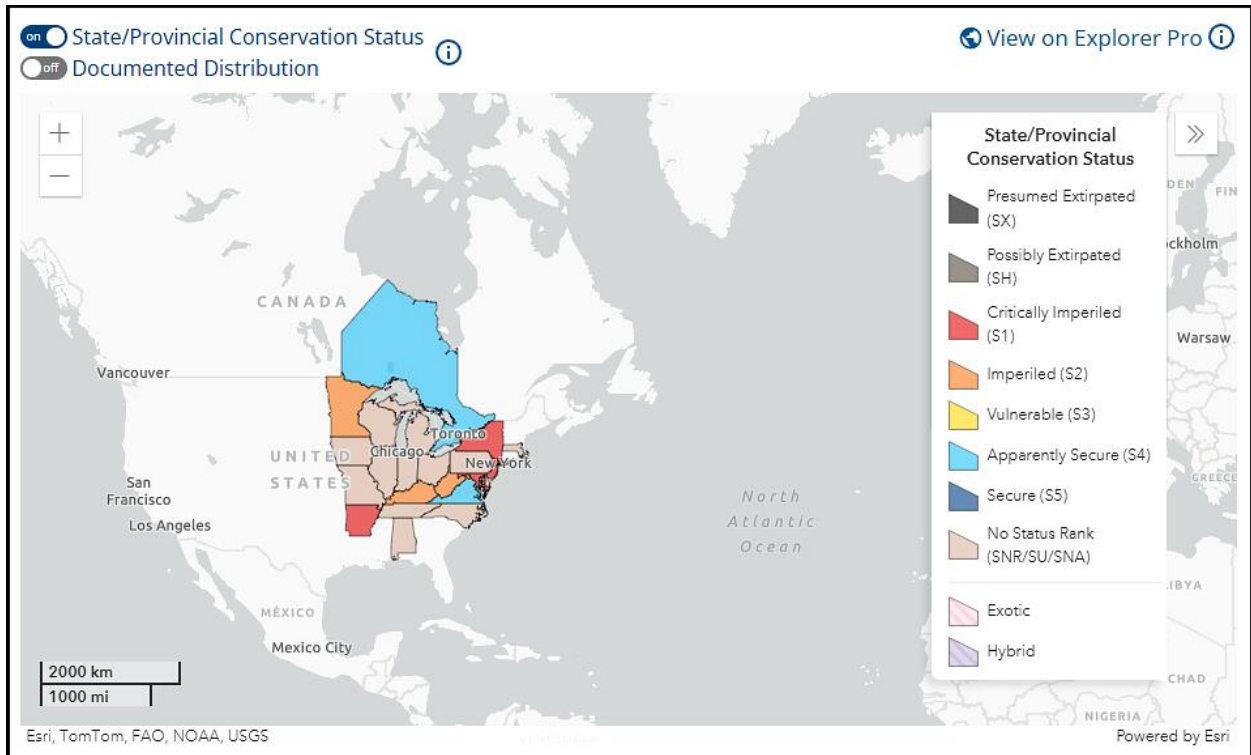 on State/Provincial Conservation Status
off Documented Distribution
View on Explorer Pro
State/Provincial
Conservation Status
Presumed Extirpated
(SX)
Possibly Extirpated
(SH)
Critically Imperiled
(S1)
Imperiled (S2)
Vulnerable (S3)
Apparently Secure (S4)
Secure (S5)
No Status Rank
(SNR/SU/SNA)
Exotic
Hybrid
DEN FIN
ckholm
Warsaw
GREECE
IBYA
CHAD
NIGERIA
CANADA
Vancouver
Toronto
Chicago
New York
UNITED
STATES
San
Francisco
Los Angeles
North
Atlantic
Ocean
MÉXICO
Mexico City
2000 km
1000 mi
Esri, TomTom, FAO, NOAA, USGS
VENEZUELA
Powered by Esri